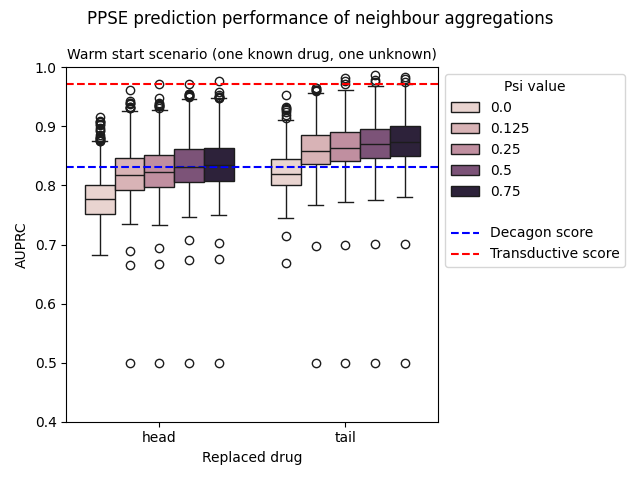 PPSE prediction performance of neighbour aggregations
Warm start scenario (one known drug, one unknown)
1.0
0.9
0.8
0.7
0.6
0.5
0.4
AUPRC
head
tail
Replaced drug
Psi value
0.0
0.125
0.25
0.5
0.75
Decagon score
Transductive score